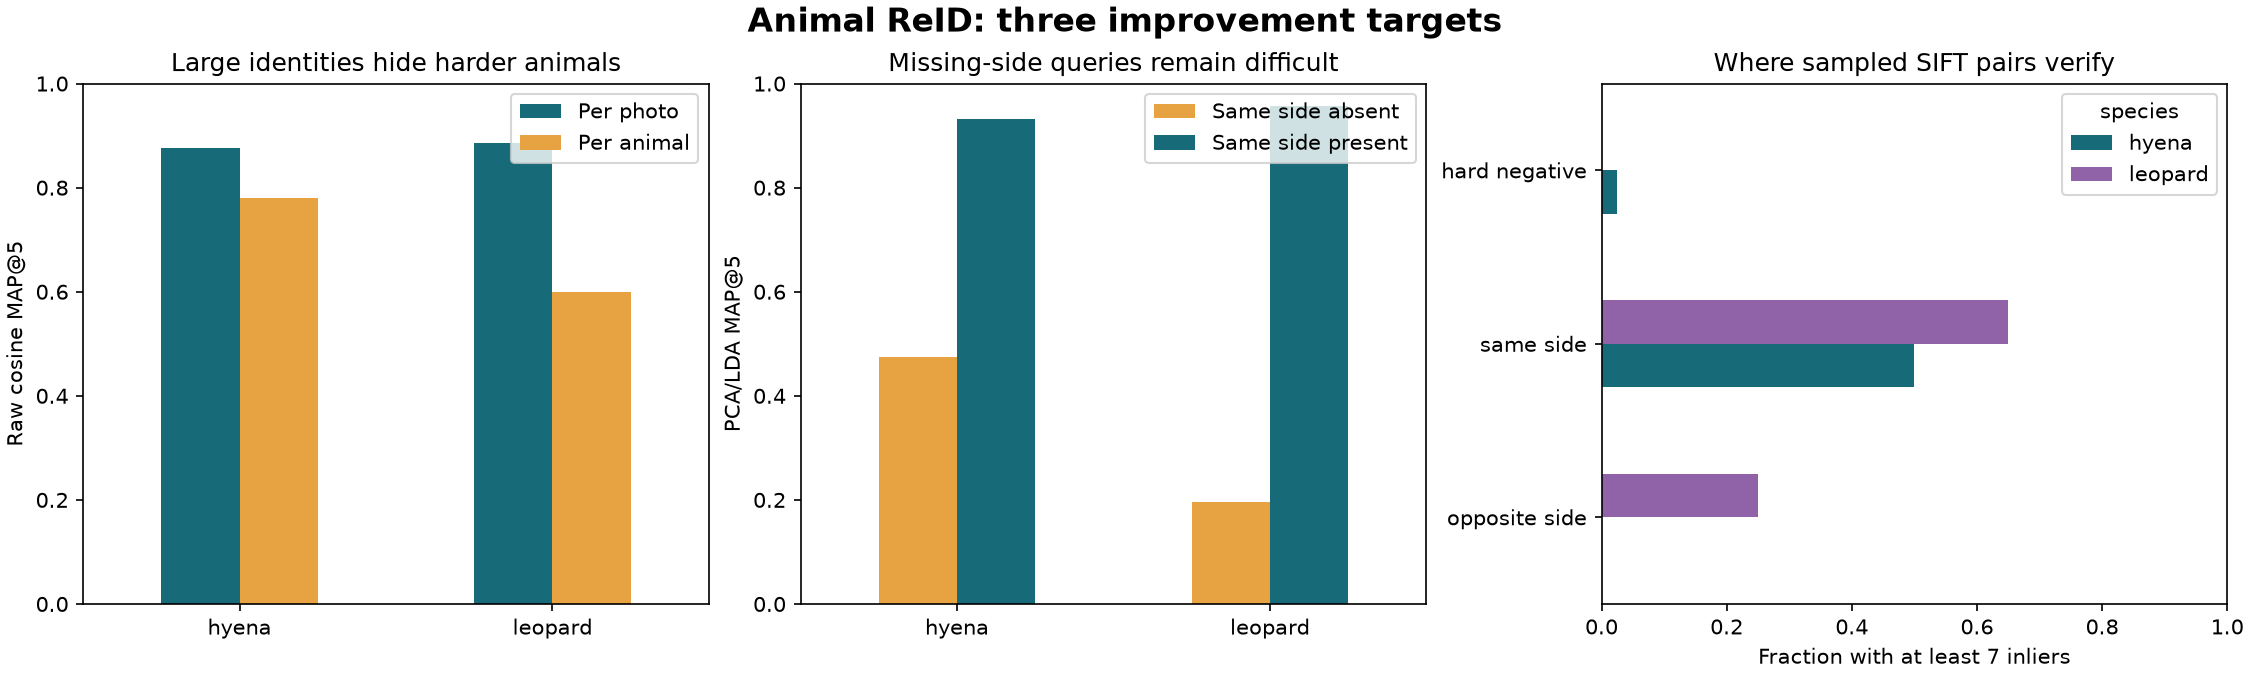 Animal ReID: three improvement targets
Large identities hide harder animals
Raw cosine MAP@5
1.0
0.8
0.6
0.4
0.2
0.0
Per photo
Per animal
hyena
leopard
Missing-side queries remain difficult
PCA/LDA MAP@5
1.0
0.8
0.6
0.4
0.2
0.0
Same side absent
Same side present
hyena
leopard
Where sampled SIFT pairs verify
species
hyena
leopard
hard negative
same side
opposite side
0.0
0.2
0.4
0.6
0.8
1.0
Fraction with at least 7 inliers